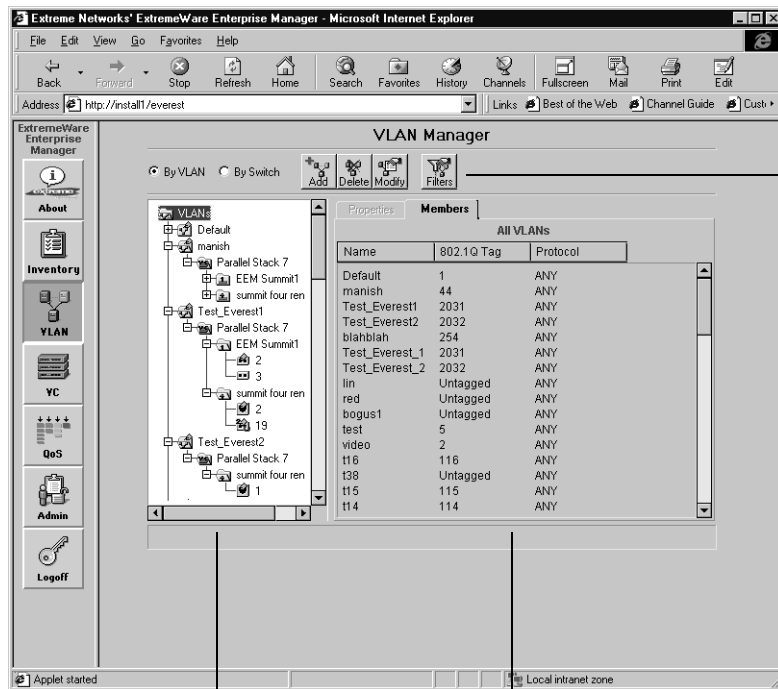 Extreme Networks' ExtremeWare Enterprise Manager - Microsoft Internet Explorer
File Edit View Go Favorites Help
Back Forward Stop Refresh Home Search Favorites History Channels Fullscreen Mail Print Edit
Address http://install1/everest Links Best of the Web Channel Guide Custo
ExtremeWare
Enterprise
Manager
VLAN Manager
By VLAN By Switch Add Delete Modify Filters
About
Inventory
VLAN
VC
QoS
Admin
Logoff
VLANs
Default
manish
Parallel Stack 7
EEM Summit1
summit four ren
Test_Everest1
Parallel Stack 7
EEM Summit1
2
3
summit four ren
2
19
Test_Everest2
Parallel Stack 7
summit four ren
1
Properties Members
All VLANs
Name 802.1Q Tag Protocol
Default 1 ANY
manish 44 ANY
Test_Everest1 2031 ANY
Test_Everest2 2032 ANY
blahblah 254 ANY
Test_Everest_1 2031 ANY
Test_Everest_2 2032 ANY
lin Untagged ANY
red Untagged ANY
bogus1 Untagged ANY
test 5 ANY
video 2 ANY
t16 116 ANY
t38 Untagged ANY
t15 115 ANY
t14 114 ANY
Applet started Local intranet zone